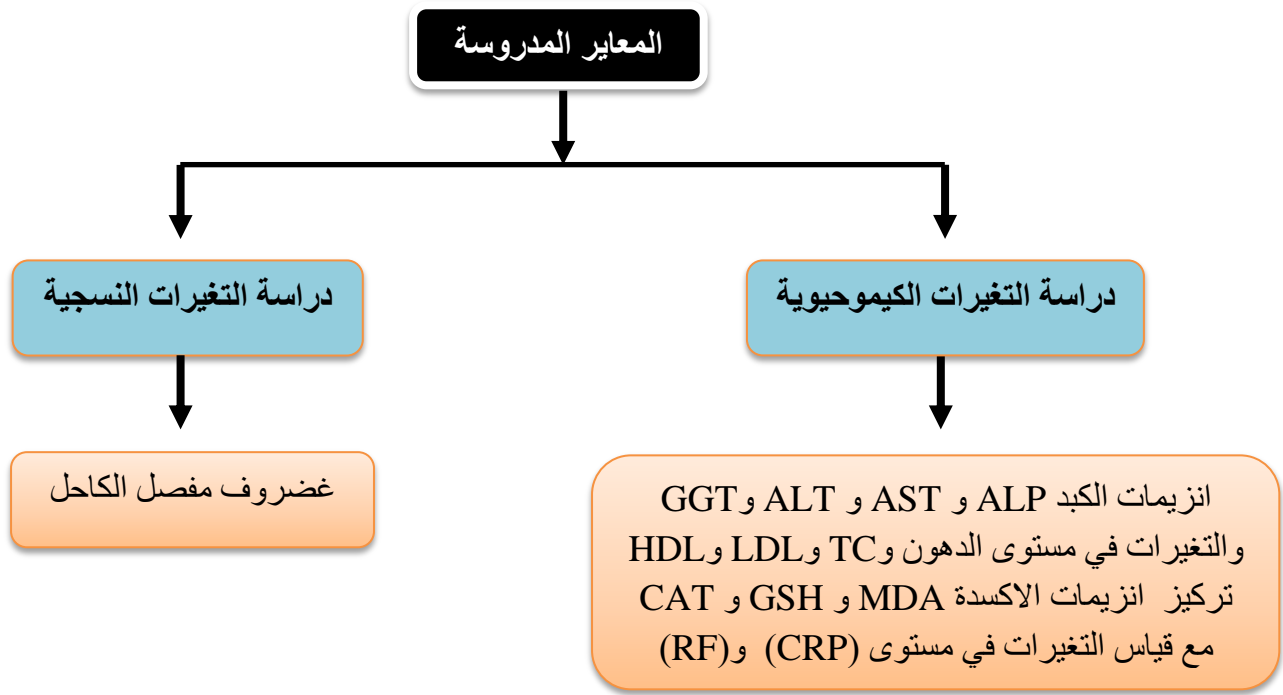 المعاير المدروسة
دراسة التغيرات الكيموحيوية
دراسة التغيرات النسجية
انزيمات الكبد ALP و AST و ALT وGGT
والتغيرات في مستوى الدهون وTC وLDL وHDL
تركيز انزيمات الاكسدة MDA و GSH و CAT
مع قياس التغيرات في مستوى (CRP) و(RF)
غضروف مفصل الكاحل